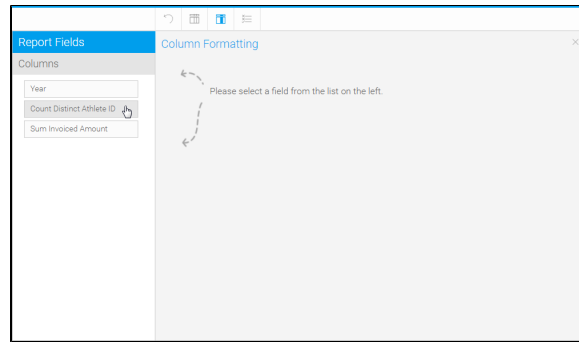 Report Fields
Column Formatting
Columns
Year
Please select a field from the list on the left.
Count Distinct Athlete ID
Sum Invoiced Amount